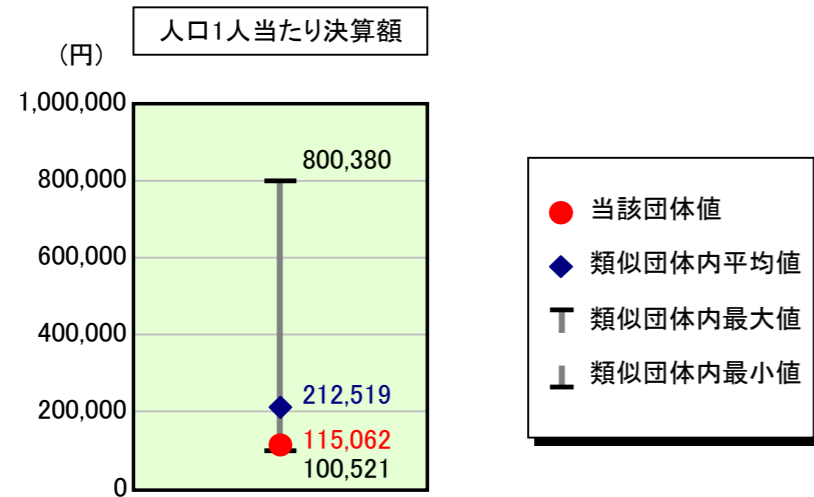 人口1人当たり決算額
(円)
1,000,000
800,000
600,000
400,000
200,000
0
800,380
212,519
115,062
100,521
当該団体値
類似団体内平均値
類似団体内最大値
類似団体内最小値